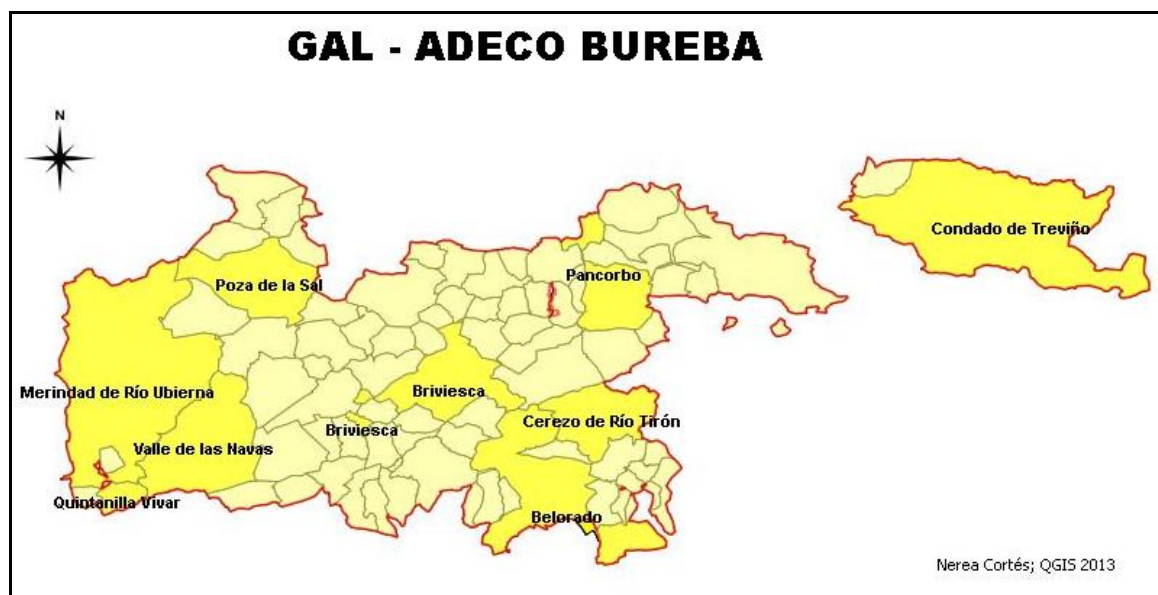 GAL - ADECO BUREBA
N
Condado de Treviño
Pancorbo
Poza de la Sal
Merindad de Río Ubierna
Briviesca
Cerezo de Río Tirón
Briviesca
Valle de las Navas
Quintanilla Vivar
Belorado
Nerea Cortés; QGIS 2013